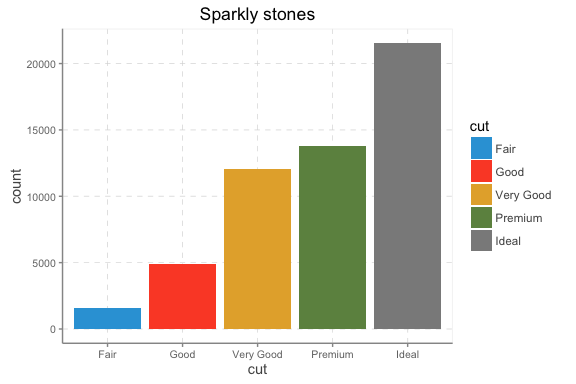 Sparkly stones
20000
15000
10000
5000
0
count
Fair
Good
Very Good
Premium
Ideal
cut
cut
Fair
Good
Very Good
Premium
Ideal